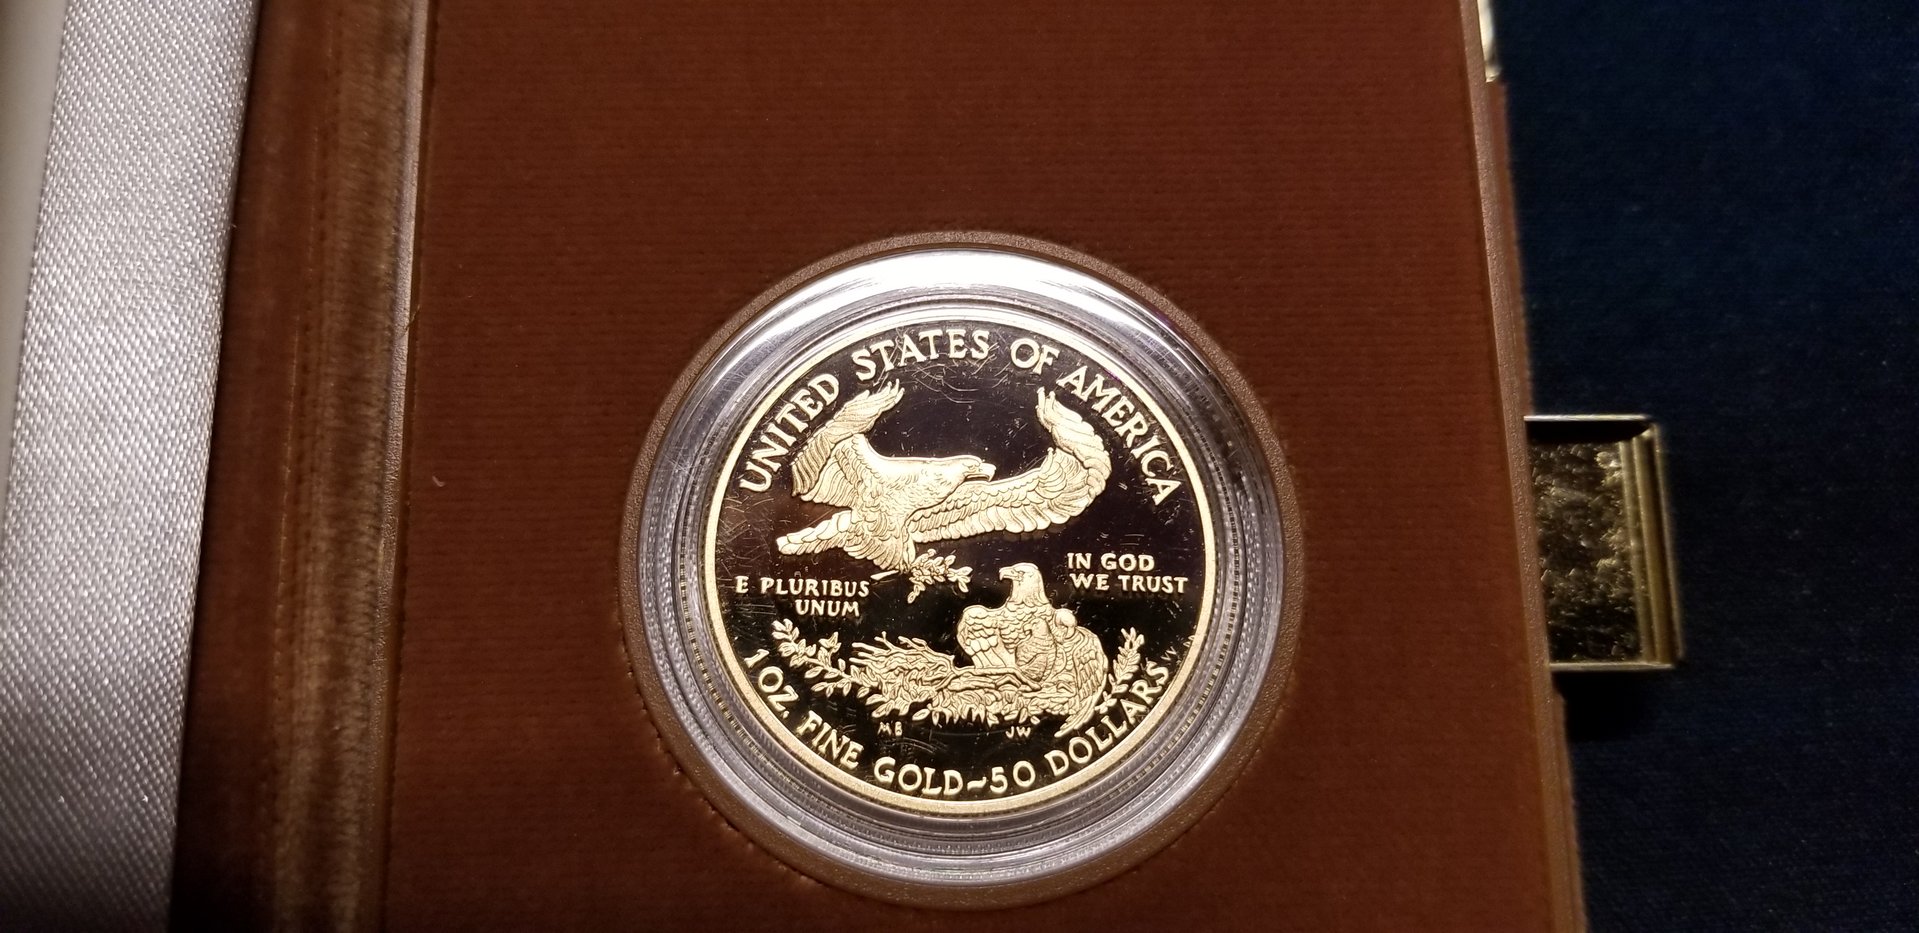 UNITED STATES OF AMERICA
E PLURIBUS
UNUM
IN GOD
WE TRUST
MB
JW
1 OZ. FINE GOLD~50 DOLLARS
W